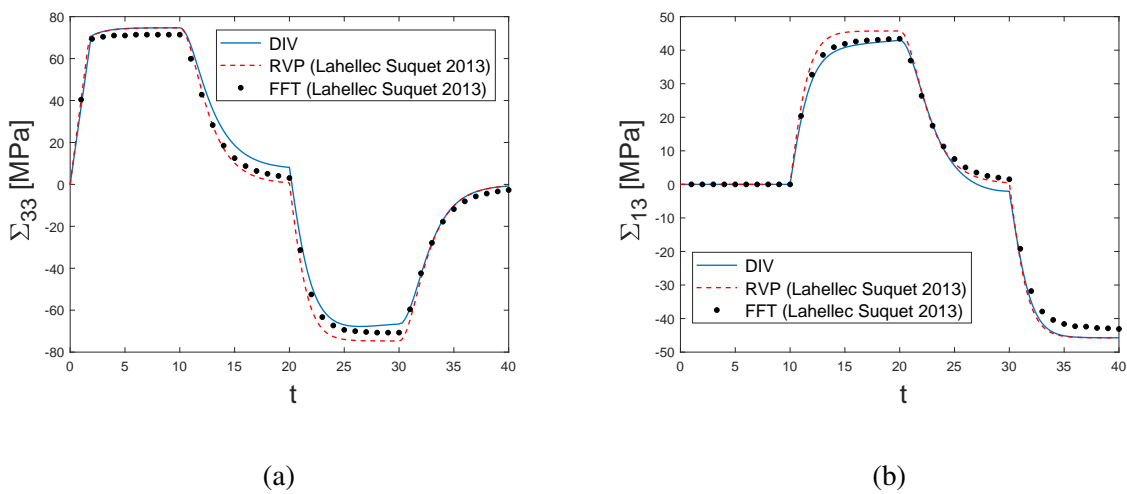 80
60
40
20
0
-20
-40
-60
-80
Σ33 [MPa]
0 5 10 15 20 25 30 35 40
t
DIV
RVP (Lahellec Suquet 2013)
FFT (Lahellec Suquet 2013)
(a)
50
40
30
20
10
0
-10
-20
-30
-40
-50
Σ13 [MPa]
0 5 10 15 20 25 30 35 40
t
DIV
RVP (Lahellec Suquet 2013)
FFT (Lahellec Suquet 2013)
(b)